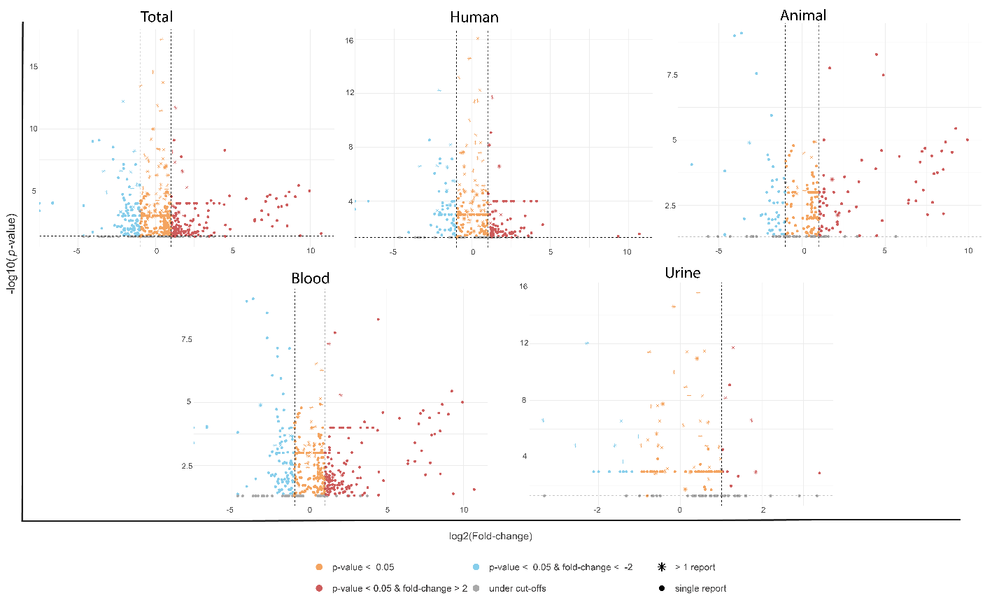 Total
Human
Animal
15
10
5
-5
0
5
10
16
12
8
4
-5
0
5
10
7.5
5
2.5
-5
0
5
10
-log10(p-value)
Blood
Urine
7.5
5
2.5
-5
0
5
10
16
12
8
4
-2
0
2
log2(Fold-change)
p-value < 0.05
p-value < 0.05 & fold-change < -2
> 1 report
p-value < 0.05 & fold-change > 2
under cut-offs
single report